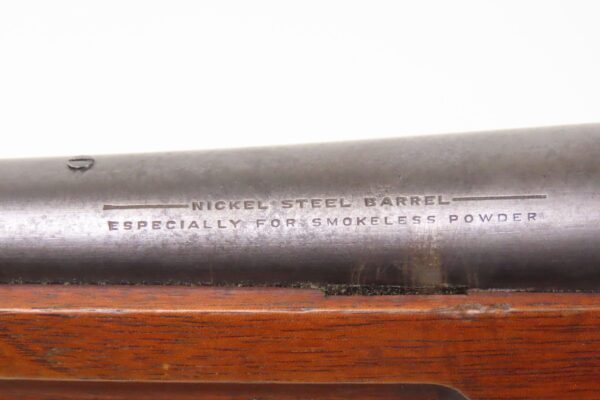 NICKEL STEEL BARREL
ESPECIALLY FOR SMOKELESS POWDER